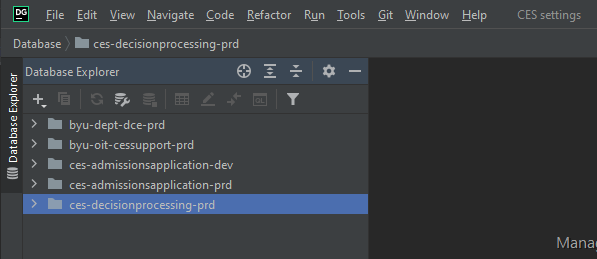 DG File Edit View Navigate Code Refactor Run Tools Git Window Help CES settings
Database ces-decisionprocessing-prd
Database Explorer
Database Explorer
DL
byu-dept-dce-prd
byu-oit-cessupport-prd
ces-admissionsapplication-dev
ces-admissionsapplication-prd
ces-decisionprocessing-prd